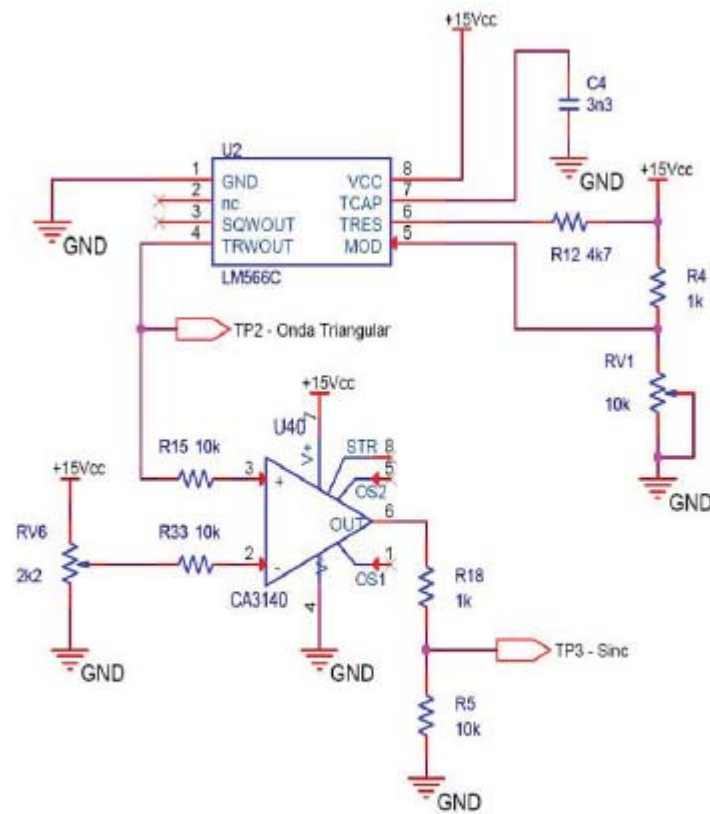 +15Vcc
C4
3n3
GND
U2
1 GND VCC 8
2 nc TCAP 7
3 SQWOUT TRES 6
4 TRWOUT MOD 5
LM566C
GND
+15Vcc
R12 4k7
R4
1k
TP2 - Onda Triangular
RV1
10k
GND
+15Vcc
U40
7
V+
STR 8
R15 10k
3
+
OS2 5
+15Vcc
OUT 6
RV6
2k2
R33 10k
2
-
OS1 1
CA3140
V-
4
R18
1k
GND
GND
TP3 - Sinc
R5
10k
GND